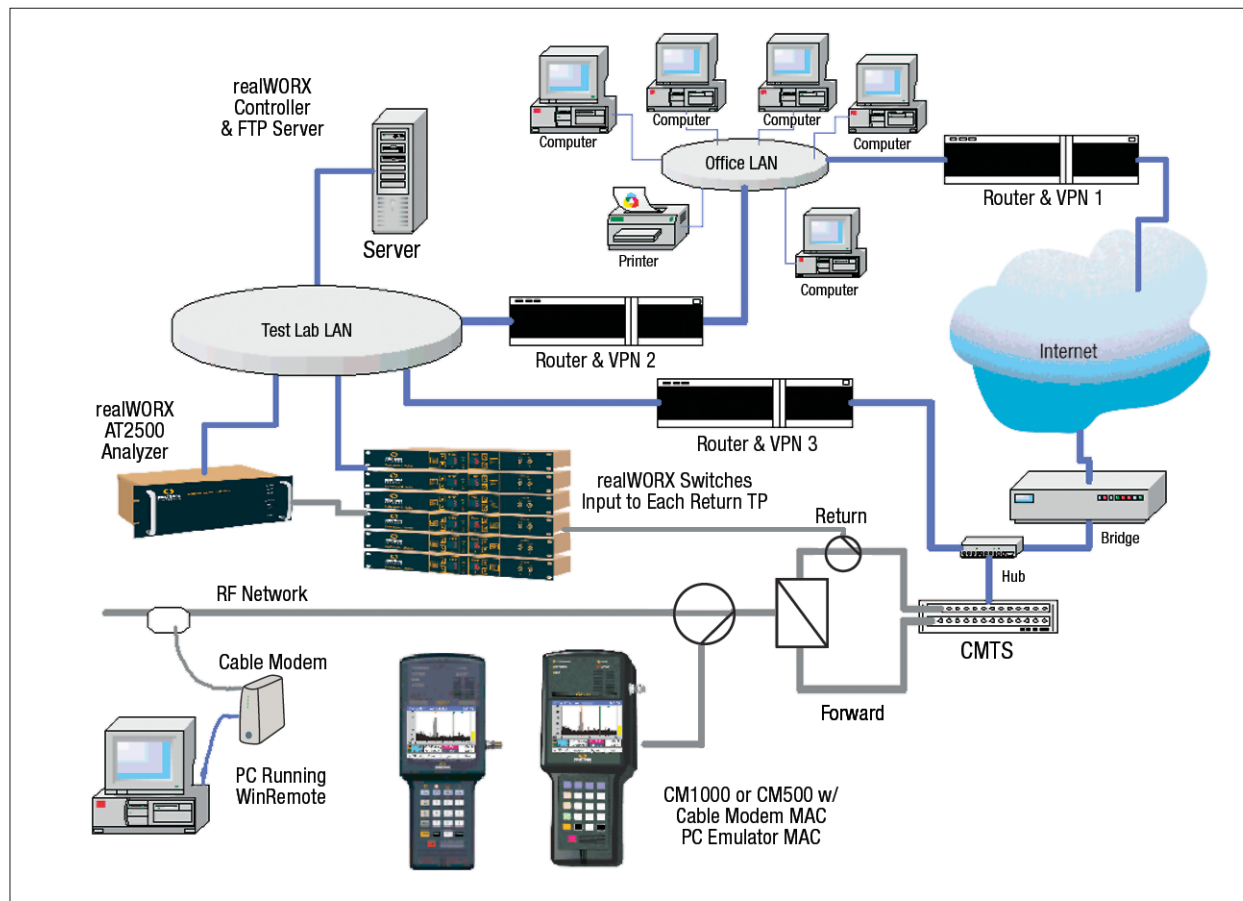 realWORX
Controller
& FTP Server
Server
Computer
Computer
Computer
Computer
Office LAN
Printer
Computer
Router & VPN 1
Internet
Test Lab LAN
Router & VPN 2
Router & VPN 3
realWORX
AT2500
Analyzer
realWORX Switches
Input to Each Return TP
Return
Bridge
Hub
CMTS
RF Network
Forward
Cable Modem
PC Running
WinRemote
CM1000 or CM500 w/
Cable Modem MAC
PC Emulator MAC